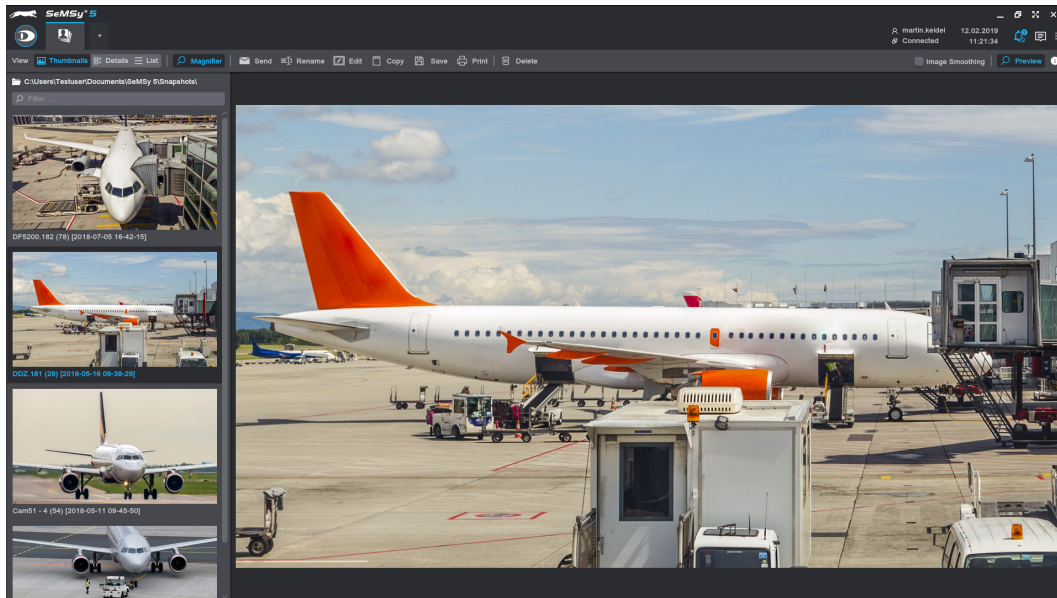 SeMSy® 5
+
martin.keidel 12.02.2019
Connected 11:21:34
View Thumbnails Details List Magnifier Send Rename Edit Copy Save Print Delete Image Smoothing Preview
C:\Users\Testuser\Documents\SeMSy 5\Snapshots\
Filter ...
DF5200.182 (78) [2018-07-05 16-42-15]
DDZ.181 (28) [2018-05-16 09-38-29]
Cam51 - 4 (54) [2018-05-11 09-45-50]